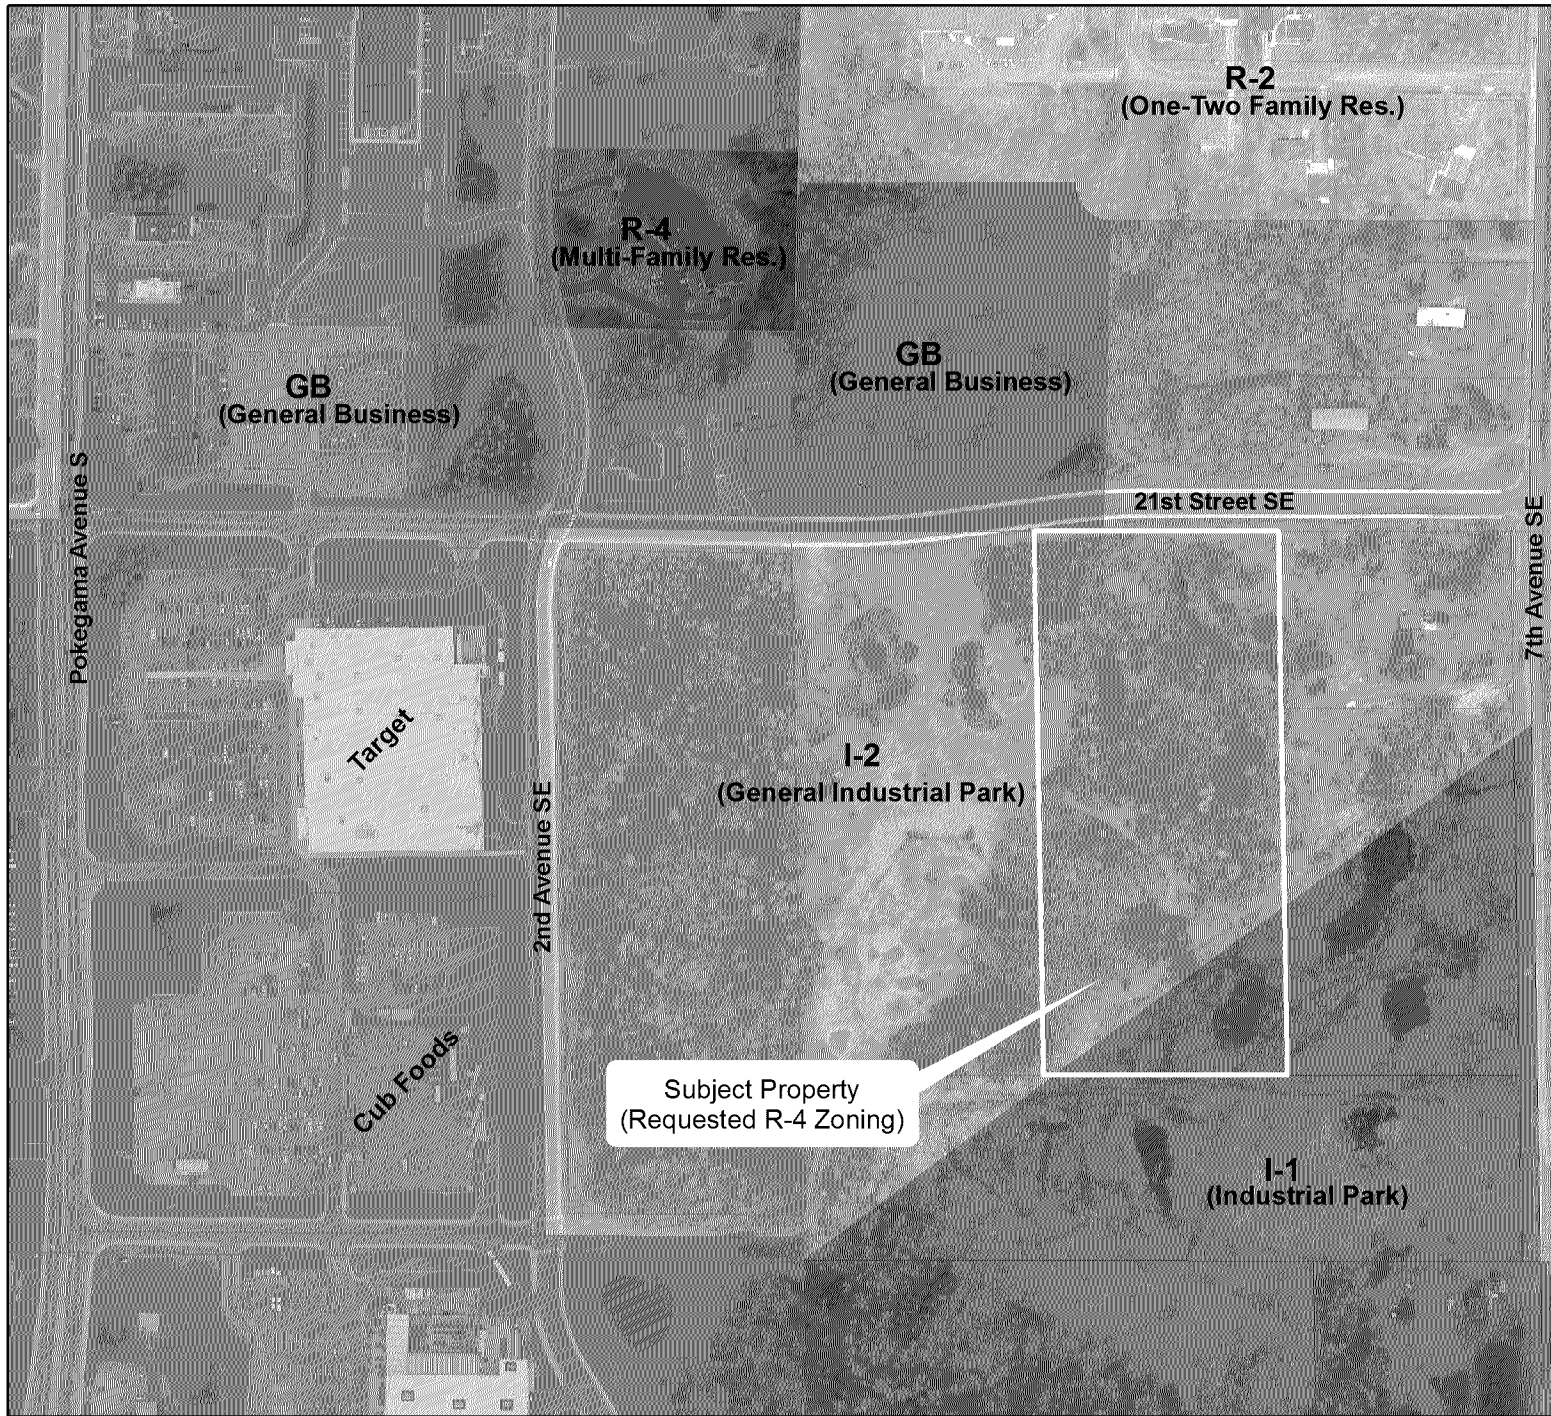 R-2
(One-Two Family Res.)
R-4
(Multi-Family Res.)
GB
(General Business)
GB
(General Business)
Pokegama Avenue S
21st Street SE
7th Avenue SE
Target
2nd Avenue SE
I-2
(General Industrial Park)
Cub Foods
Subject Property
(Requested R-4 Zoning)
I-1
(Industrial Park)